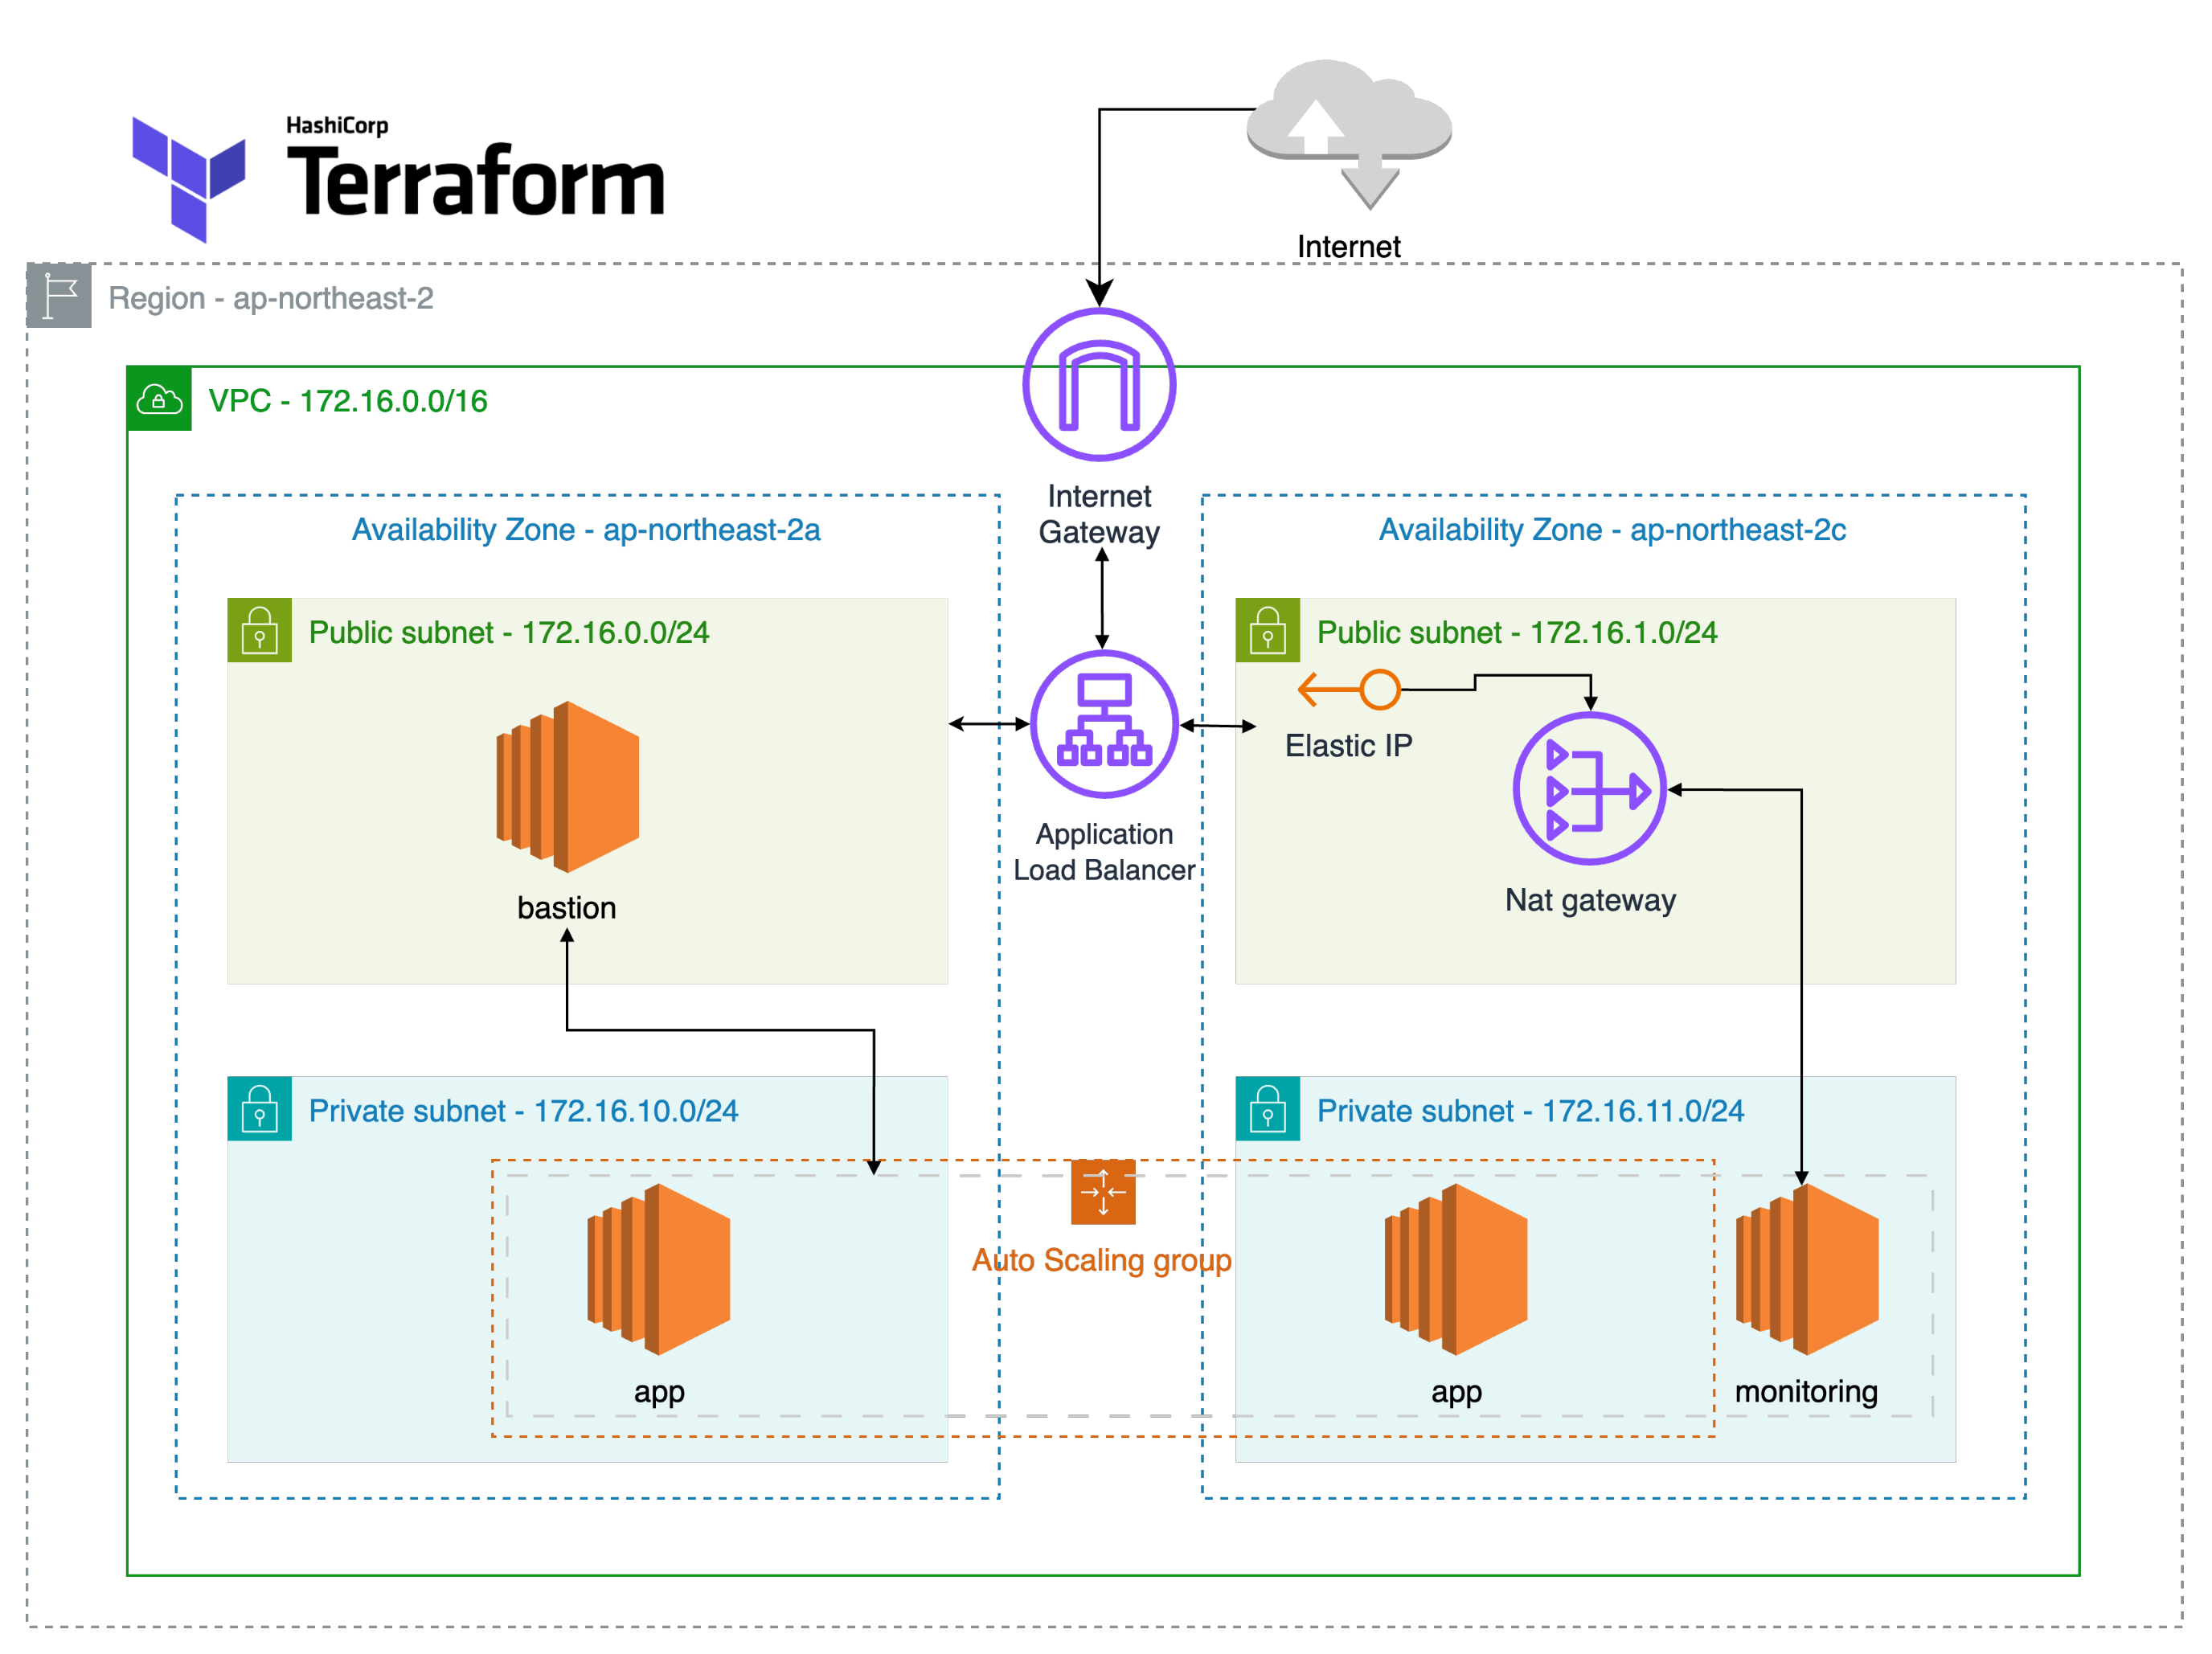 HashiCorp
Terraform
Internet
Region - ap-northeast-2
VPC - 172.16.0.0/16
Internet
Gateway
Availability Zone - ap-northeast-2a
Availability Zone - ap-northeast-2c
Public subnet - 172.16.0.0/24
Public subnet - 172.16.1.0/24
Elastic IP
Application
Load Balancer
bastion
Nat gateway
Private subnet - 172.16.10.0/24
Private subnet - 172.16.11.0/24
Auto Scaling group
app
app
monitoring